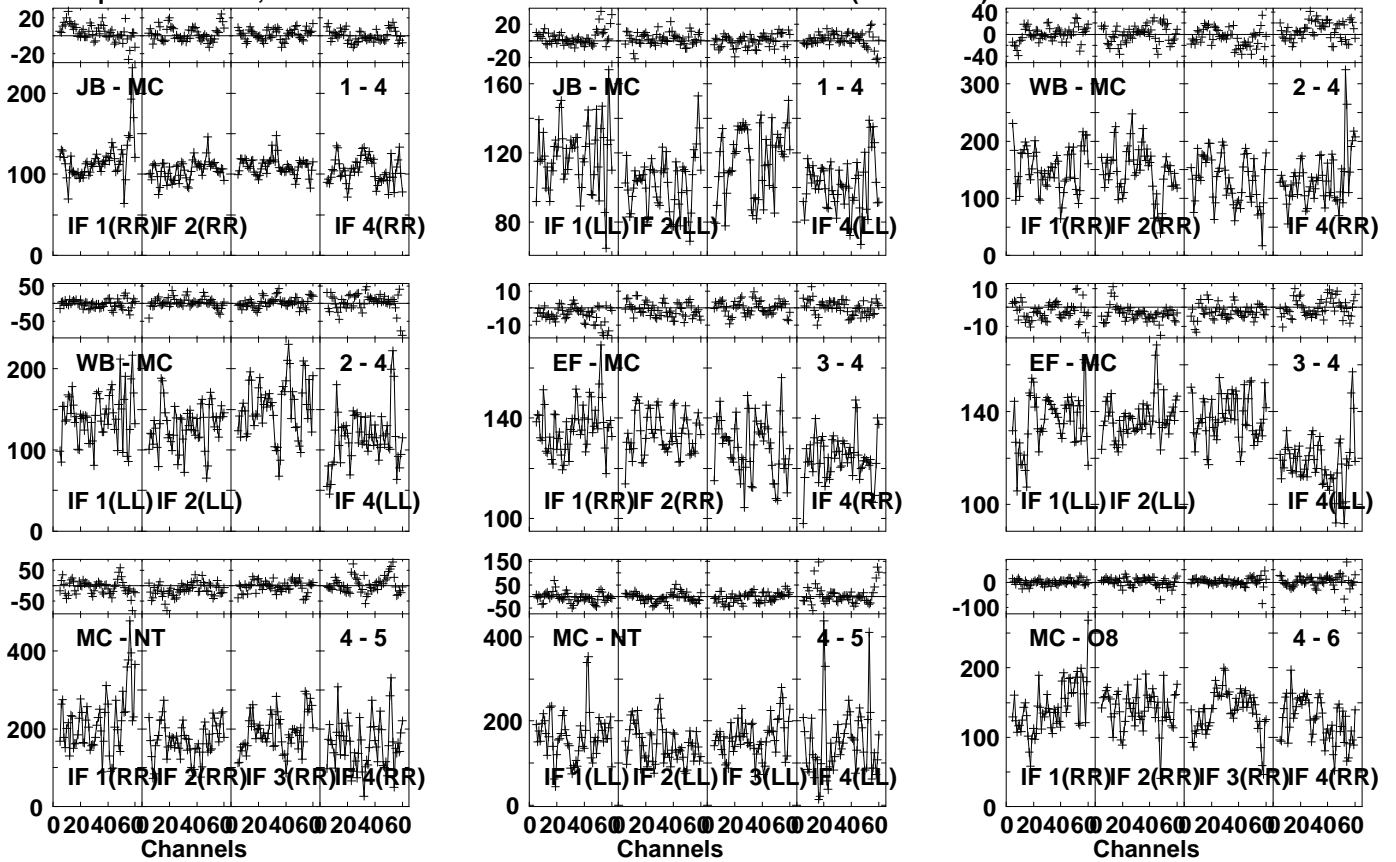 20
-20
JB - MC 1 - 4
200
100
0
IF 1(RR) IF 2(RR) IF 4(RR)
20
0
-20
JB - MC 1 - 4
160
120
80
IF 1(LL) IF 2(LL) IF 4(LL)
40
0
-40
WB - MC 2 - 4
300
200
100
0
IF 1(RR) IF 2(RR) IF 4(RR)
50
-50
WB - MC 2 - 4
200
100
0
IF 1(LL) IF 2(LL) IF 4(LL)
10
-10
EF - MC 3 - 4
140
100
IF 1(RR) IF 2(RR) IF 4(RR)
10
-10
EF - MC 3 - 4
140
100
IF 1(LL) IF 2(LL) IF 4(LL)
50
-50
MC - NT 4 - 5
400
200
0
IF 1(RR) IF 2(RR) IF 3(RR) IF 4(RR)
0 20 40 60 0 20 40 60 0 20 40 60 0 20 40 60
Channels
150
50
-50
MC - NT 4 - 5
400
200
0
IF 1(LL) IF 2(LL) IF 3(LL) IF 4(LL)
0 20 40 60 0 20 40 60 0 20 40 60 0 20 40 60
Channels
0
-100
MC - O8 4 - 6
200
100
0
IF 1(RR) IF 2(RR) IF 3(RR) IF 4(RR)
0 20 40 60 0 20 40 60 0 20 40 60 0 20 40 60
Channels